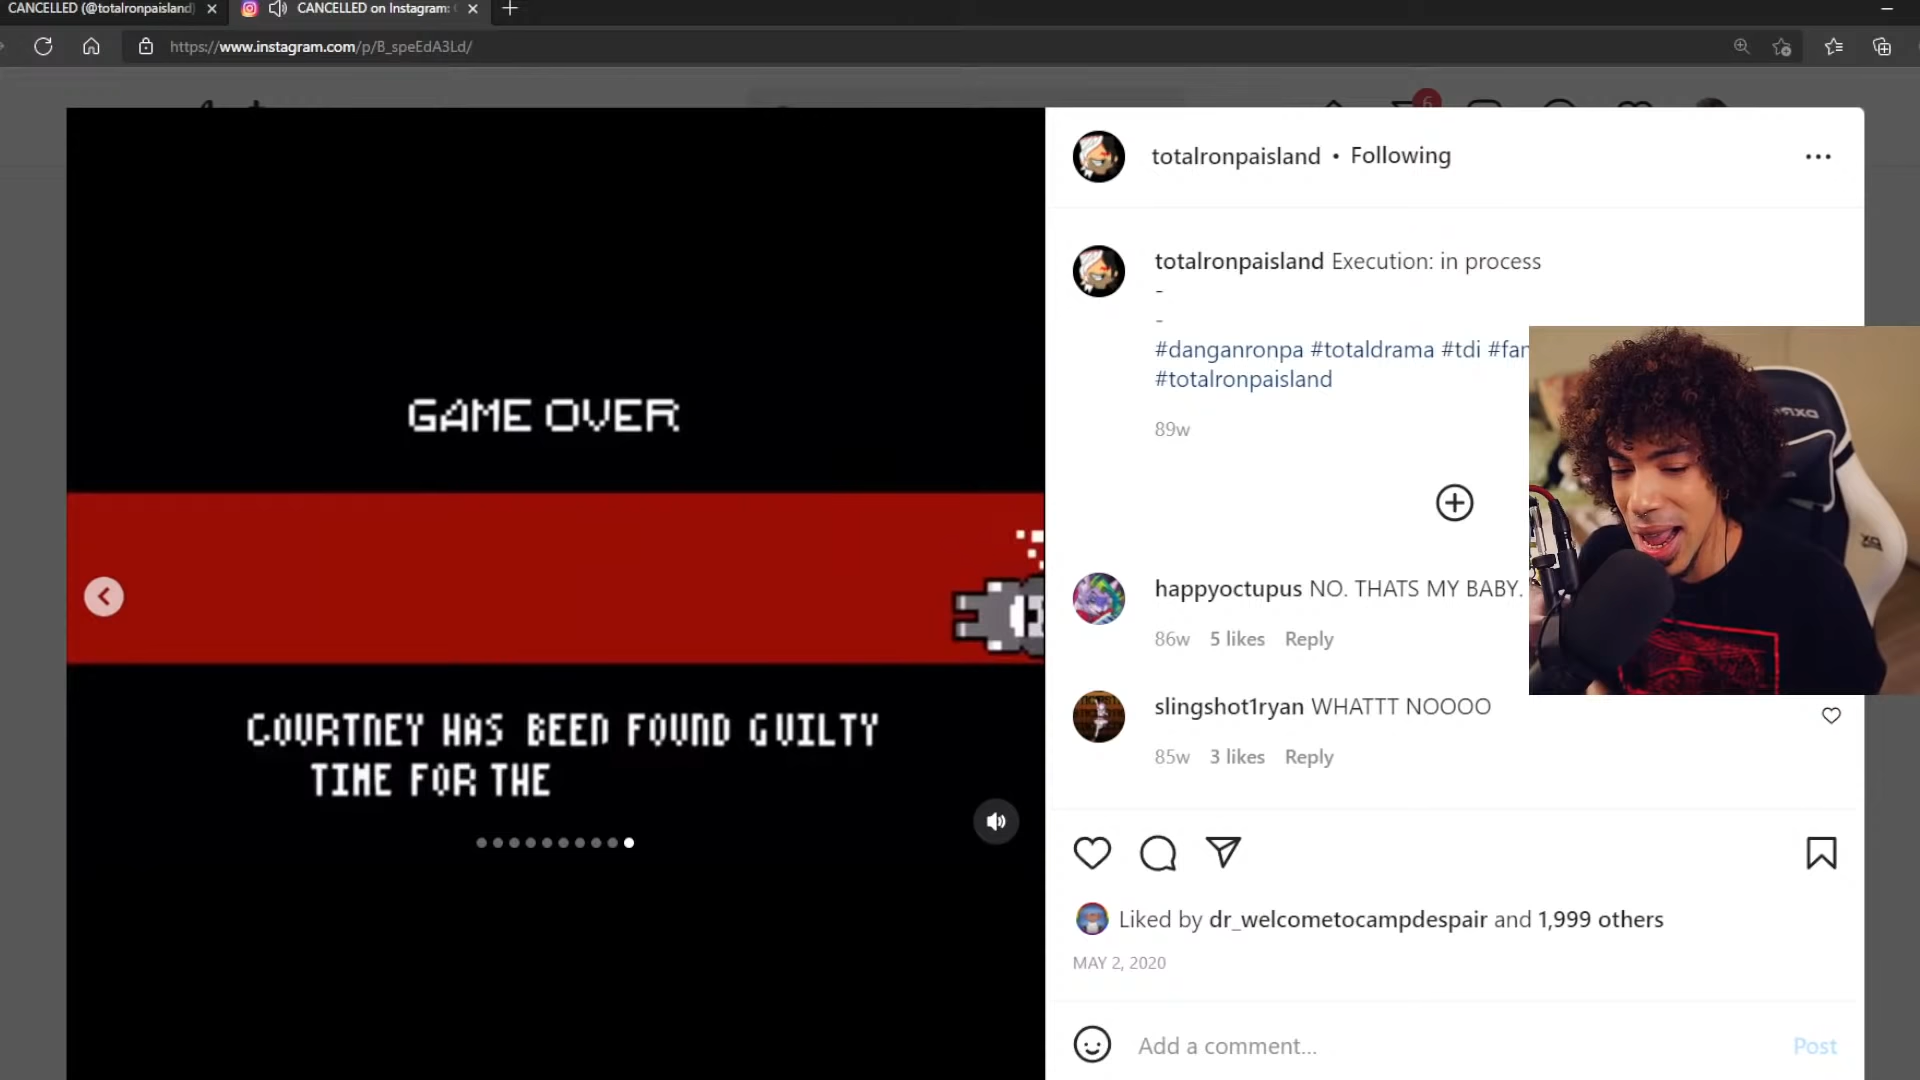 CANCELLED (@totalronpaisland)
CANCELLED on Instagram:
https://www.instagram.com/p/B_speEdA3Ld/
6
totalronpaisland • Following
totalronpaisland Execution: in process
-
-
#danganronpa #totaldrama #tdi
#totalronpaisland
89w
GAME OVER
happyoctupus NO. THATS MY BABY.
86w 5 likes Reply
COURTNEY HAS BEEN FOUND GUILTY
TIME FOR THE
slingshot1ryan WHATTT NOOOO
85w 3 likes Reply
Liked by dr_welcometocampdespair and 1,999 others
MAY 2, 2020
Add a comment...
Post